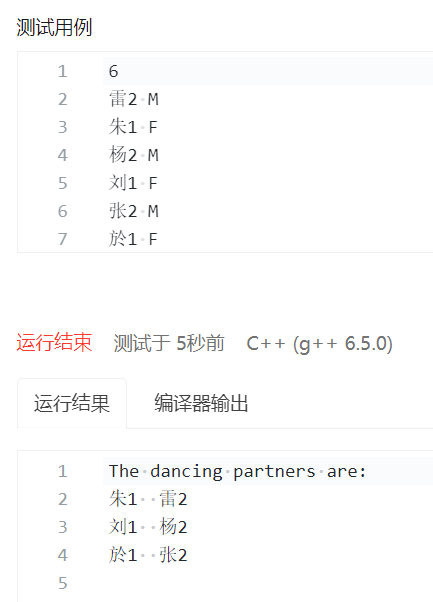 测试用例
1 6
2 雷2·M
3 朱1·F
4 杨2·M
5 刘1·F
6 张2·M
7 於1·F
运行结束 测试于 5秒前 C++ (g++ 6.5.0)
运行结果 编译器输出
1 The·dancing·partners·are:
2 朱1··雷2
3 刘1··杨2
4 於1··张2
5